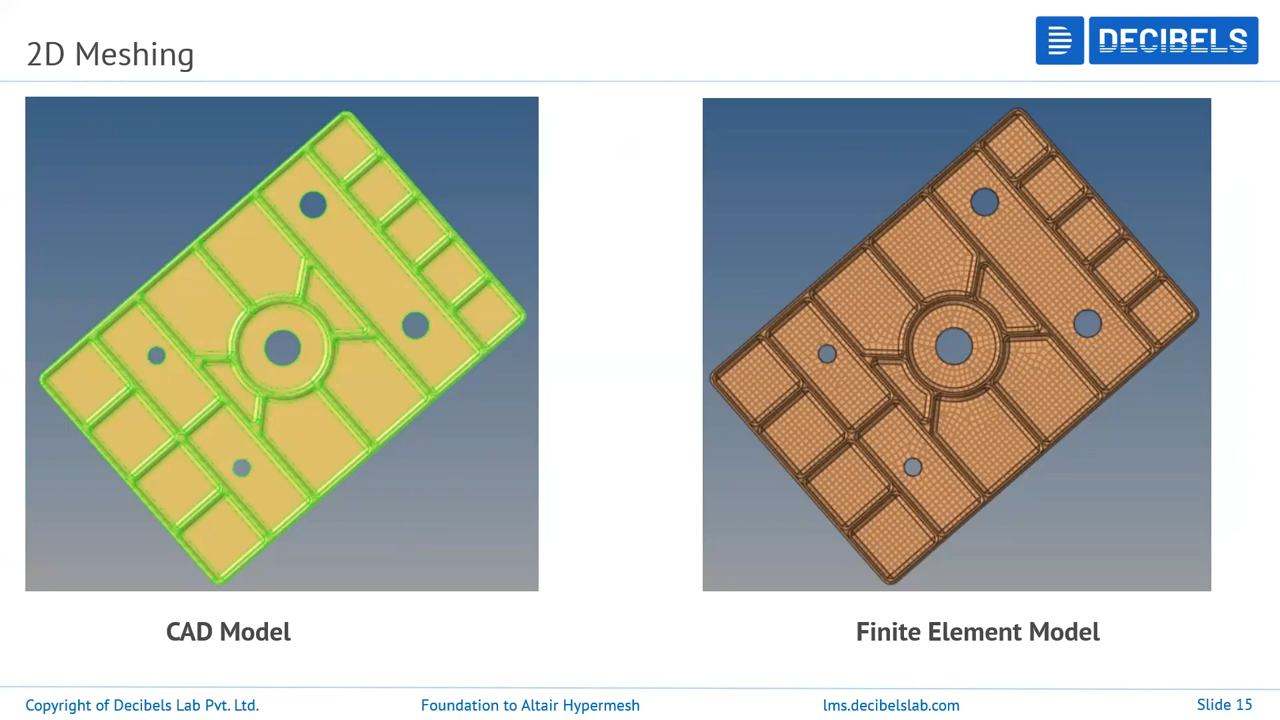 2D Meshing
DECIBELS
CAD Model
Finite Element Model
Copyright of Decibels Lab Pvt. Ltd.
Foundation to Altair Hypermesh
lms.decibelslab.com
Slide 15